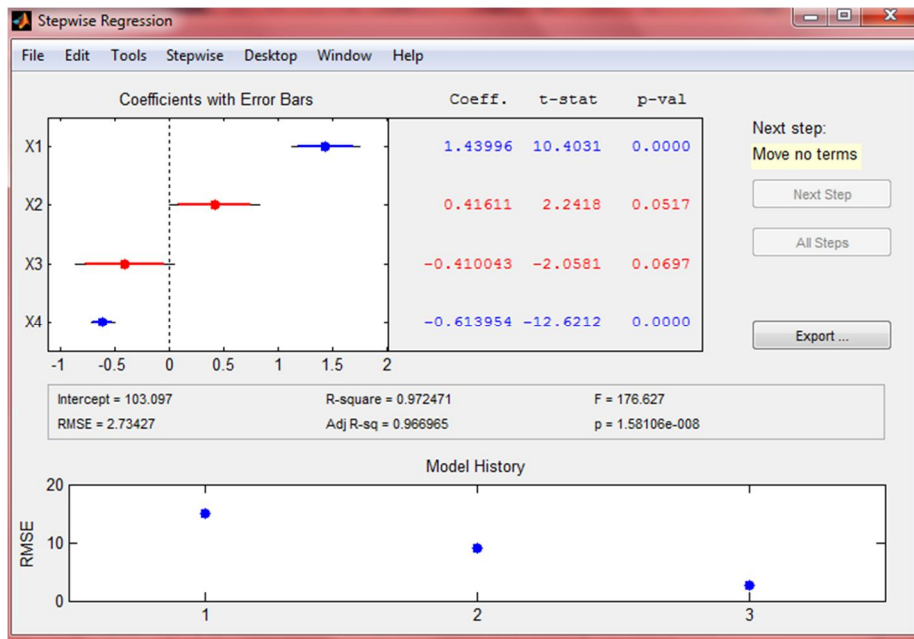 Stepwise Regression
File Edit Tools Stepwise Desktop Window Help
Coefficients with Error Bars
Coeff. t-stat p-val
X1 1.43996 10.4031 0.0000
X2 0.41611 2.2418 0.0517
X3 -0.410043 -2.0581 0.0697
X4 -0.613954 -12.6212 0.0000
-1 -0.5 0 0.5 1 1.5 2
Next step:
Move no terms
Next Step
All Steps
Export ...
Intercept = 103.097 R-square = 0.972471 F = 176.627
RMSE = 2.73427 Adj R-sq = 0.966965 p = 1.58106e-008
Model History
RMSE
20
10
0
1 2 3